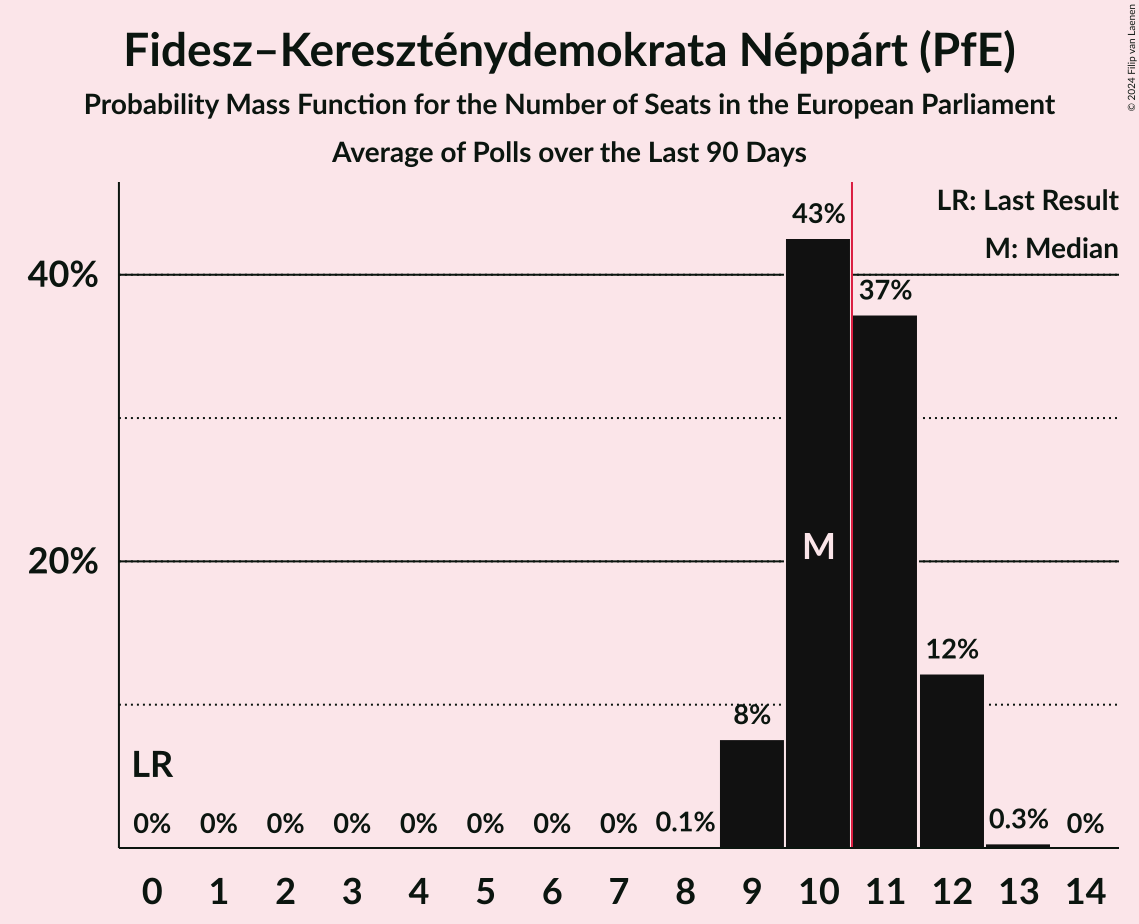 Fidesz–Kereszténydemokrata Néppárt (PfE)
Probability Mass Function for the Number of Seats in the European Parliament
Average of Polls over the Last 90 Days
© 2024 Filip van Laenen
LR: Last Result
M: Median
43%
40%
37%
M
20%
12%
8%
LR
0% 0% 0% 0% 0% 0% 0% 0% 0.1% 0.3% 0%
0 1 2 3 4 5 6 7 8 9 10 11 12 13 14